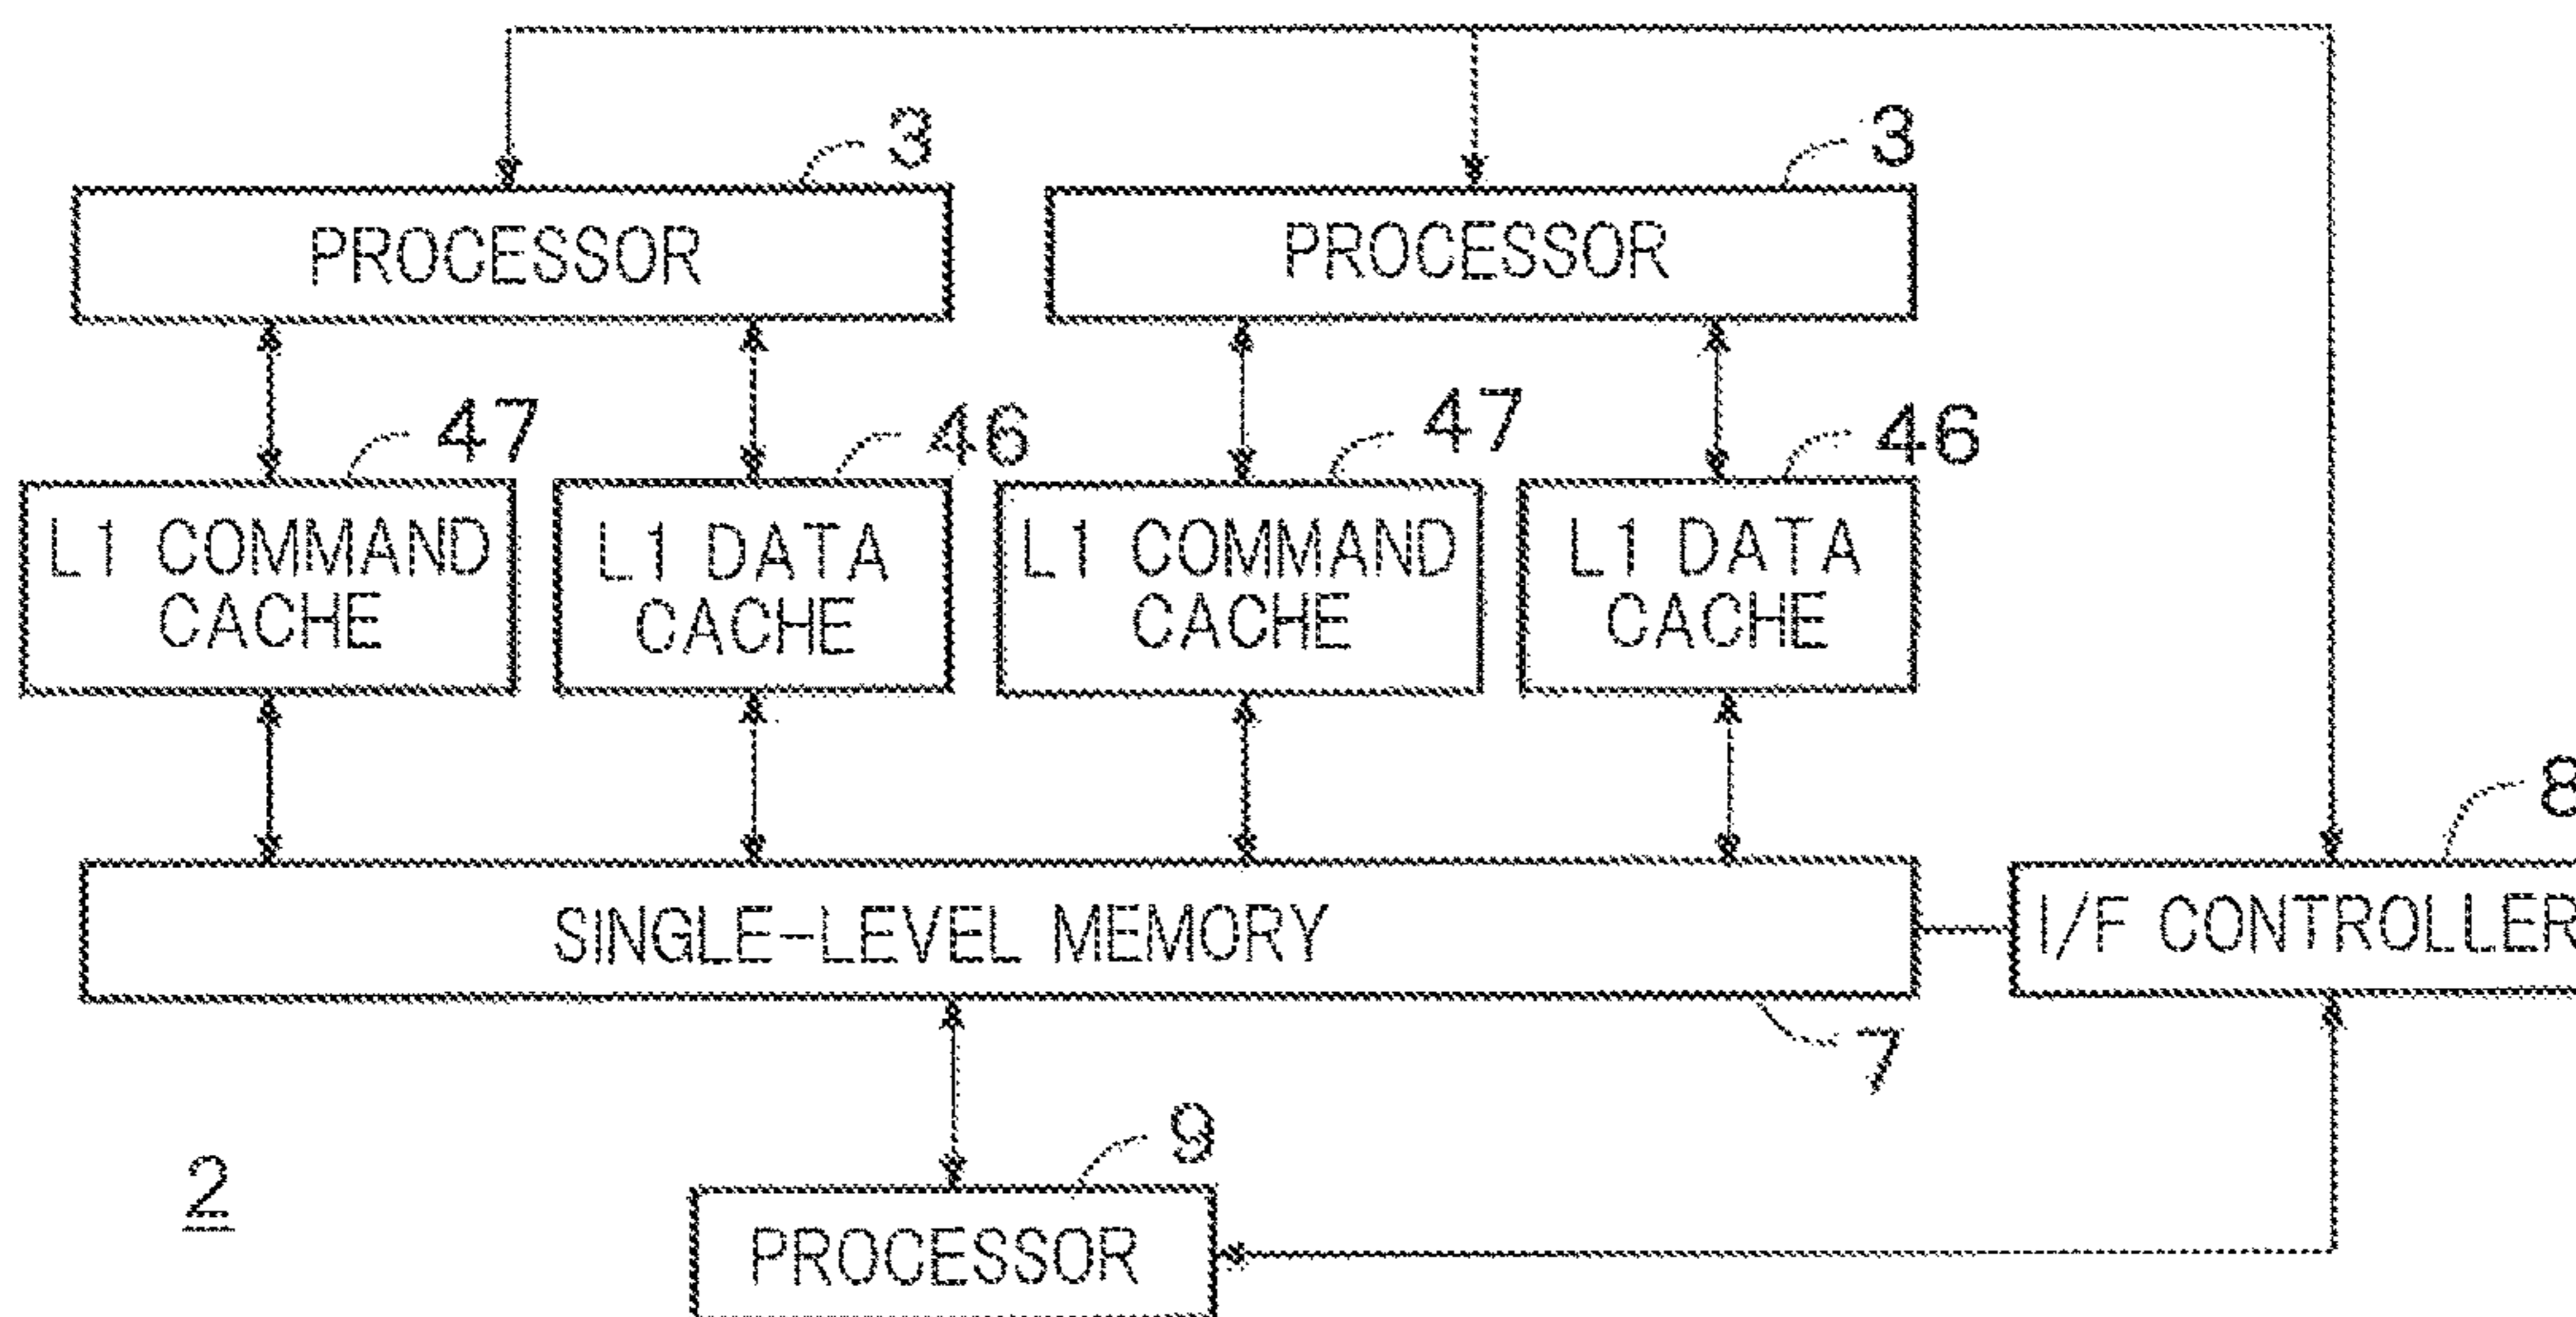 3
3
PROCESSOR
PROCESSOR
47
46
47
46
L1 COMMAND
CACHE
L1 DATA
CACHE
L1 COMMAND
CACHE
L1 DATA
CACHE
8
SINGLE-LEVEL MEMORY
I/F CONTROLLER
7
9
2
PROCESSOR